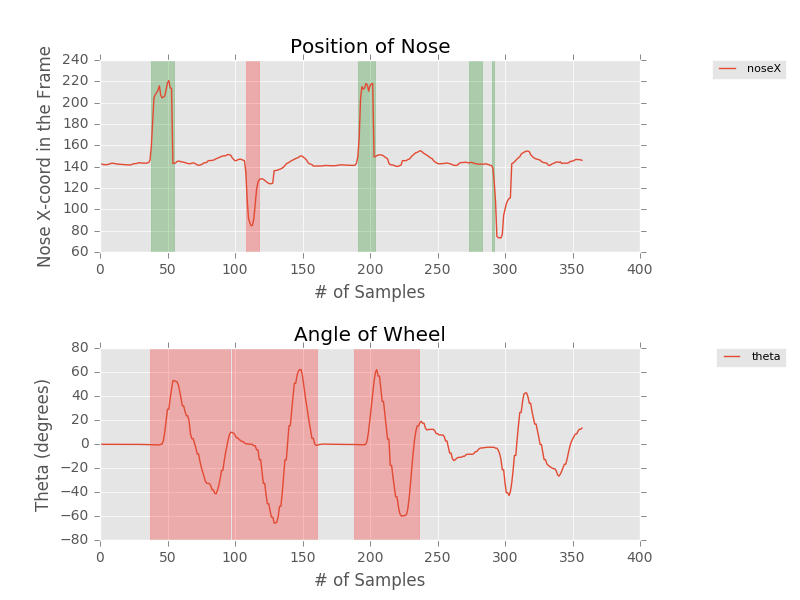 Position of Nose
Nose X-coord in the Frame
240
220
200
180
160
140
120
100
80
60
0 50 100 150 200 250 300 350 400
# of Samples
noseX
Angle of Wheel
Theta (degrees)
80
60
40
20
0
−20
−40
−60
−80
0 50 100 150 200 250 300 350 400
# of Samples
theta